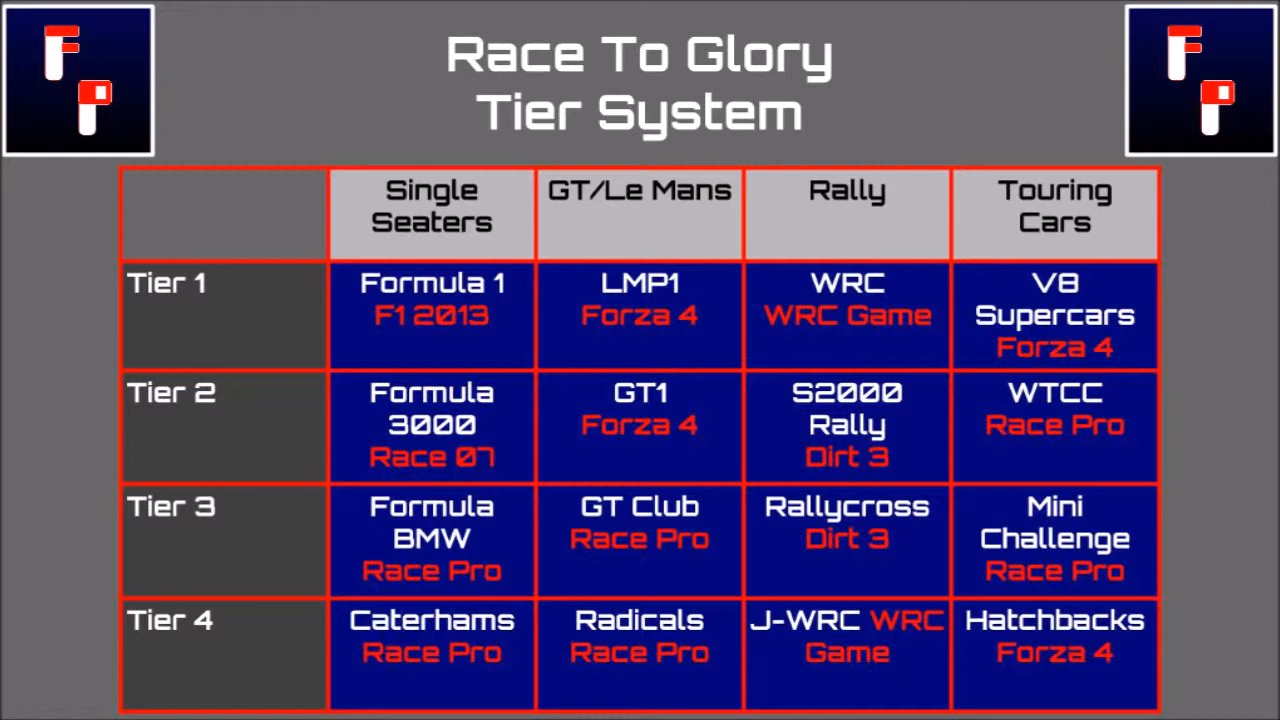 F
P
Race To Glory
Tier System
F
P
Single
Seaters
GT/Le Mans
Rally
Touring
Cars
Tier 1
Formula 1
F1 2013
LMP1
Forza 4
WRC
WRC Game
V8
Supercars
Forza 4
Tier 2
Formula
3000
Race 07
GT1
Forza 4
S2000
Rally
Dirt 3
WTCC
Race Pro
Tier 3
Formula
BMW
Race Pro
GT Club
Race Pro
Rallycross
Dirt 3
Mini
Challenge
Race Pro
Tier 4
Caterhams
Race Pro
Radicals
Race Pro
J-WRC WRC
Game
Hatchbacks
Forza 4